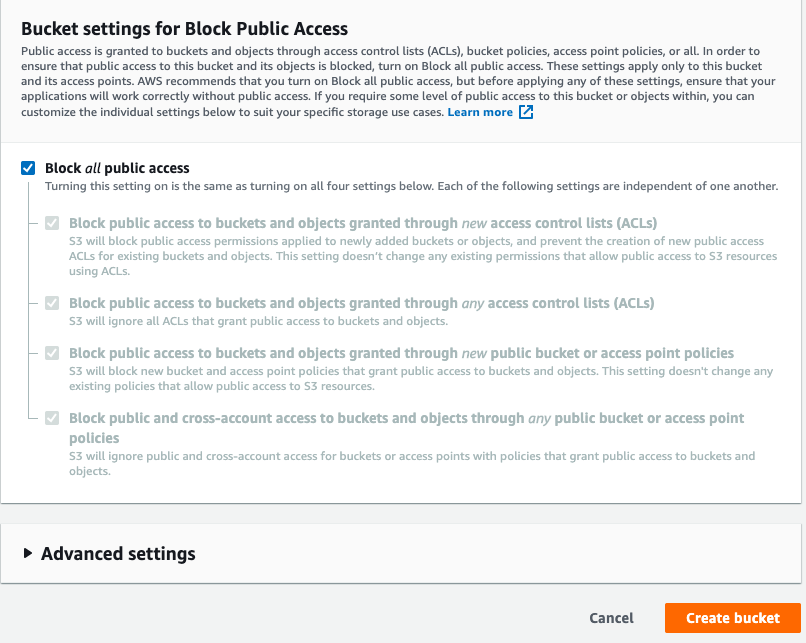 Bucket settings for Block Public Access
Public access is granted to buckets and objects through access control lists (ACLs), bucket policies, access point policies, or all. In order to
ensure that public access to this bucket and its objects is blocked, turn on Block all public access. These settings apply only to this bucket
and its access points. AWS recommends that you turn on Block all public access, but before applying any of these settings, ensure that your
applications will work correctly without public access. If you require some level of public access to this bucket or objects within, you can
customize the individual settings below to suit your specific storage use cases. Learn more
Block all public access
Turning this setting on is the same as turning on all four settings below. Each of the following settings are independent of one another.
Block public access to buckets and objects granted through new access control lists (ACLs)
S3 will block public access permissions applied to newly added buckets or objects, and prevent the creation of new public access
ACLs for existing buckets and objects. This setting doesn't change any existing permissions that allow public access to S3 resources
using ACLs.
Block public access to buckets and objects granted through any access control lists (ACLs)
S3 will ignore all ACLs that grant public access to buckets and objects.
Block public access to buckets and objects granted through new public bucket or access point policies
S3 will block new bucket and access point policies that grant public access to buckets and objects. This setting doesn't change any
existing policies that allow public access to S3 resources.
Block public and cross-account access to buckets and objects through any public bucket or access point
policies
S3 will ignore public and cross-account access for buckets or access points with policies that grant public access to buckets and
objects.
Advanced settings
Cancel Create bucket